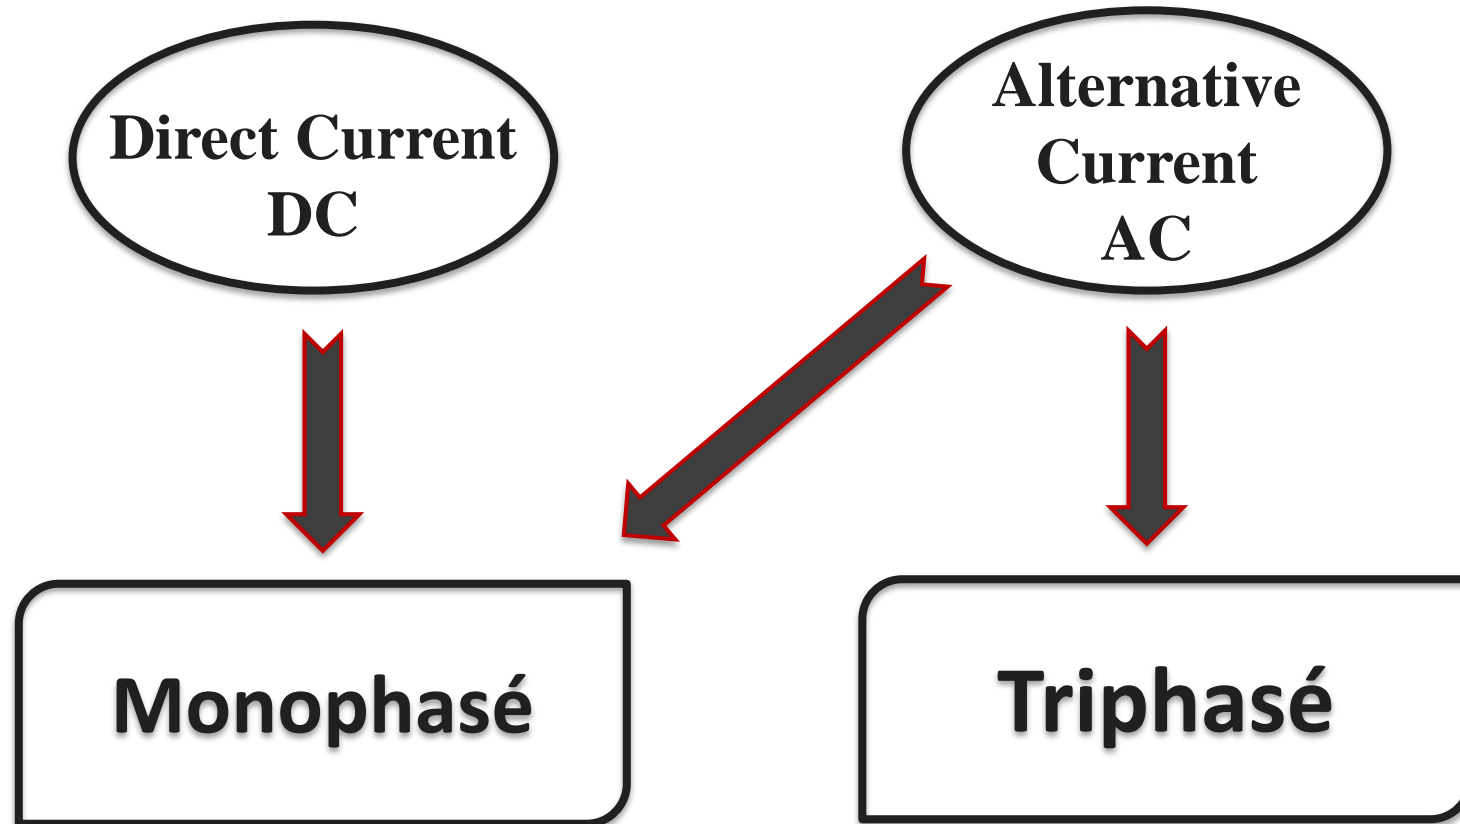 Direct Current
DC
Alternative
Current
AC
Monophasé
Triphasé